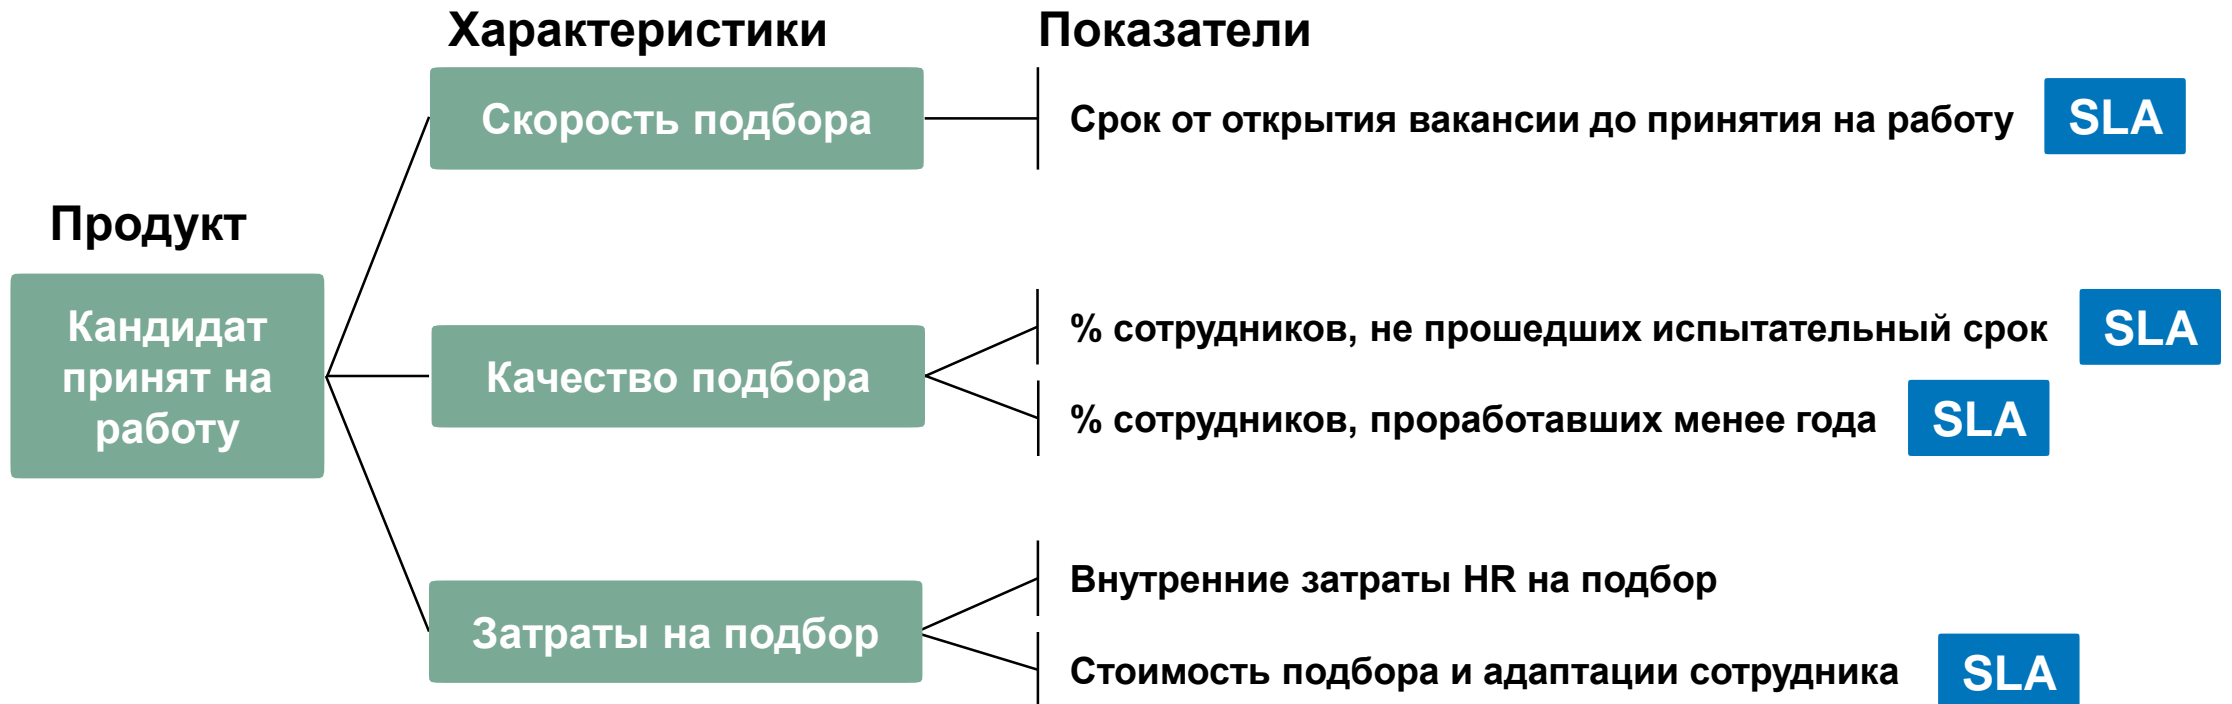 Характеристики
Показатели
Скорость подбора
Срок от открытия вакансии до принятия на работу
SLA
Продукт
Кандидат
принят на
работу
Качество подбора
% сотрудников, не прошедших испытательный срок
SLA
% сотрудников, проработавших менее года
SLA
Затраты на подбор
Внутренние затраты HR на подбор
Стоимость подбора и адаптации сотрудника
SLA